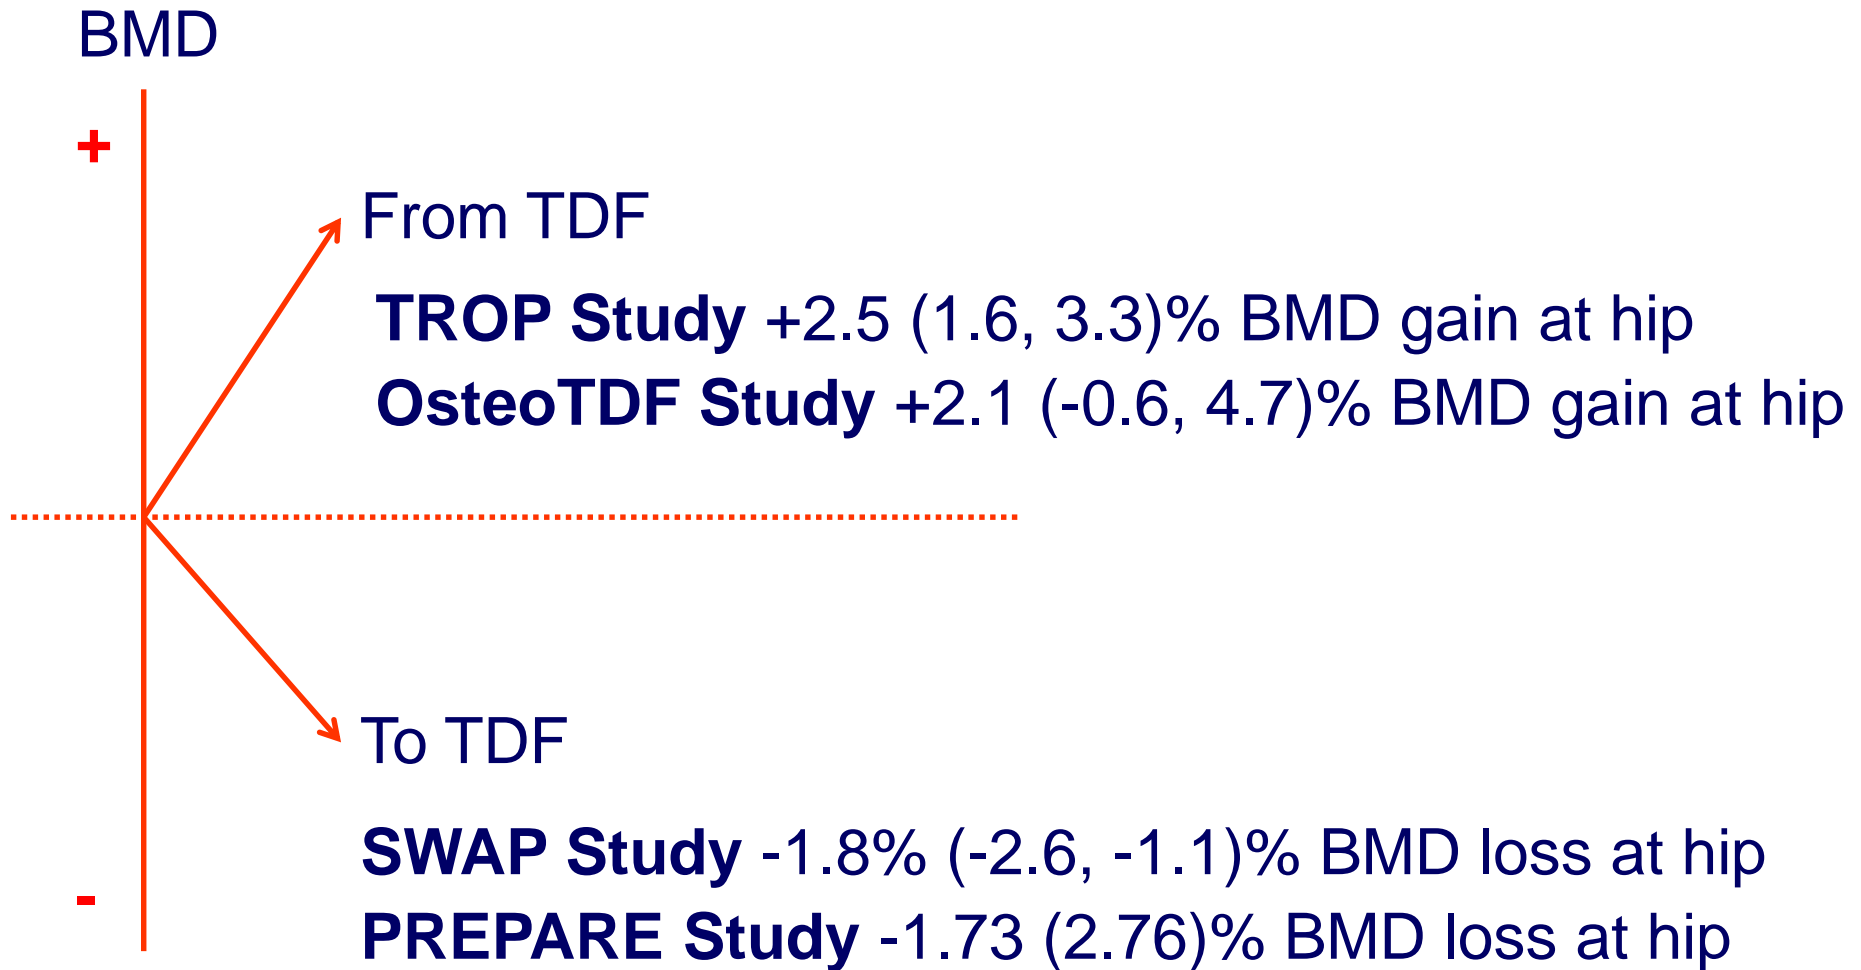 BMD
+
From TDF
TROP Study +2.5 (1.6, 3.3)% BMD gain at hip
OsteoTDF Study +2.1 (-0.6, 4.7)% BMD gain at hip
To TDF
SWAP Study -1.8% (-2.6, -1.1)% BMD loss at hip
-
PREPARE Study -1.73 (2.76)% BMD loss at hip